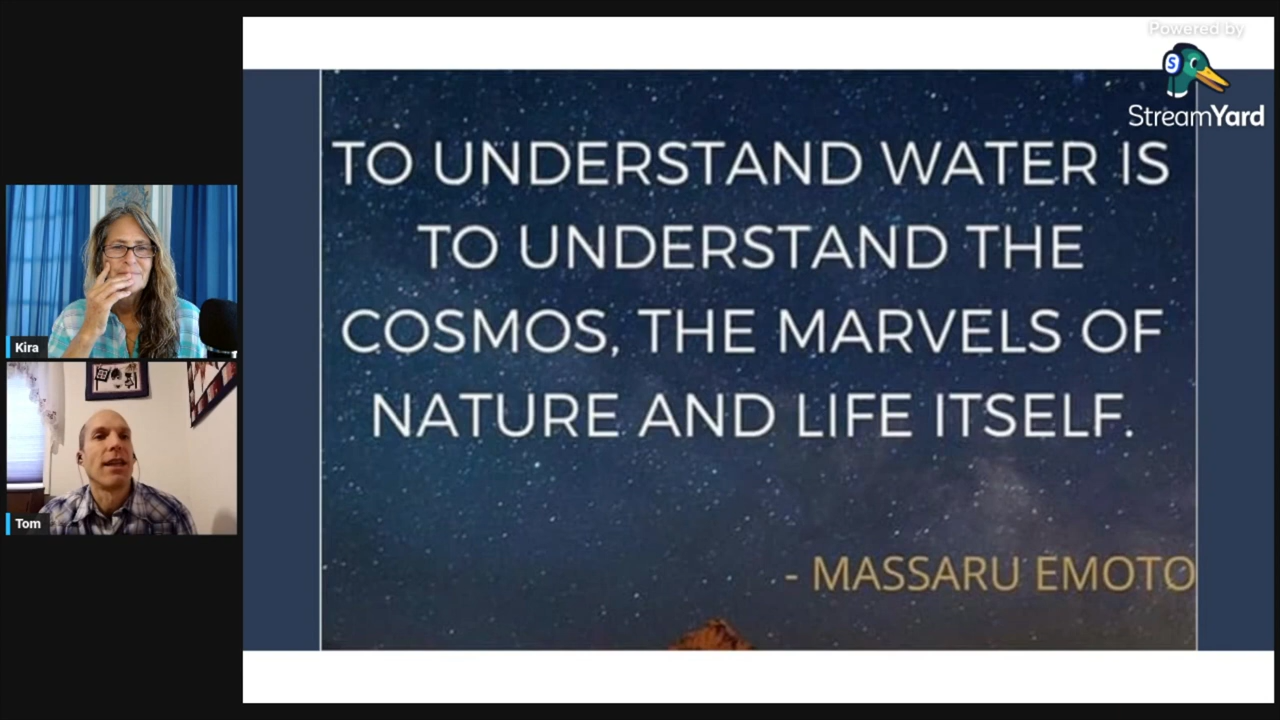 Powered by
StreamYard
TO UNDERSTAND WATER IS
TO UNDERSTAND THE
COSMOS, THE MARVELS OF
NATURE AND LIFE ITSELF.
- MASSARU EMOTO
Kira
Tom